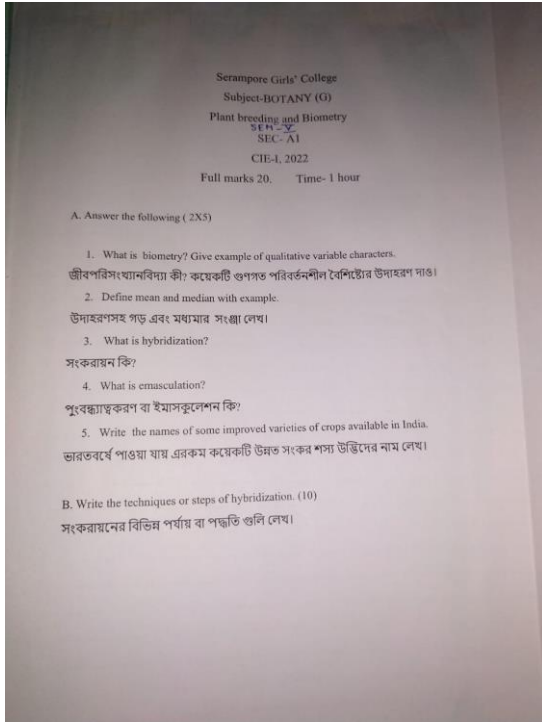 Serampore Girls' College
Subject-BOTANY (G)
Plant breeding and Biometry
SEM-V
SEC- A1
CIE-I, 2022
Full marks 20. Time- 1 hour
A. Answer the following ( 2X5)
1. What is biometry? Give example of qualitative variable characters.
জীবপরিসংখ্যানবিদ্যা কী? কয়েকটি গুণগত পরিবর্তনশীল বৈশিষ্ট্যের উদাহরণ দাও।
2. Define mean and median with example.
উদাহরণসহ গড় এবং মধ্যমার সংজ্ঞা লেখ।
3. What is hybridization?
সংকরায়ন কি?
4. What is emasculation?
পুংবন্ধ্যাত্বকরণ বা ইমাসকুলেশন কি?
5. Write the names of some improved varieties of crops available in India.
ভারতবর্ষে পাওয়া যায় এরকম কয়েকটি উন্নত সংকর শস্য উদ্ভিদের নাম লেখ।
B. Write the techniques or steps of hybridization. (10)
সংকরায়নের বিভিন্ন পর্যায় বা পদ্ধতি গুলি লেখ।